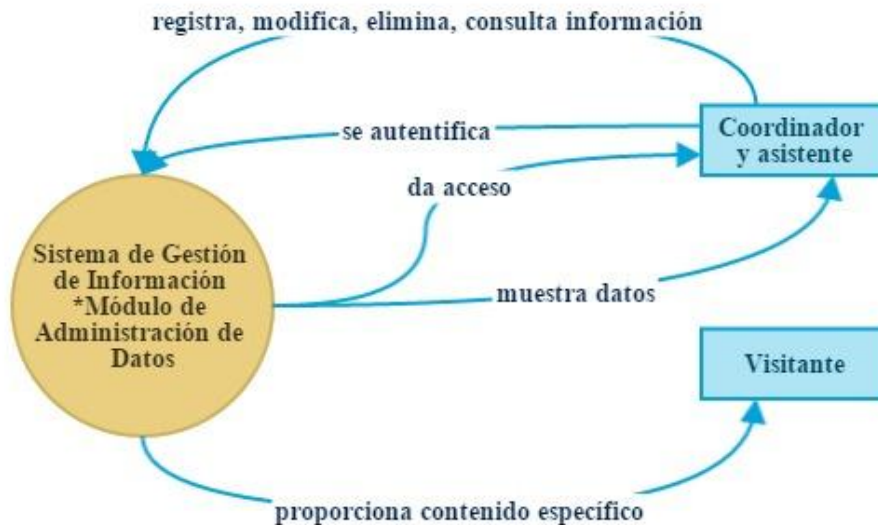 registra, modifica, elimina, consulta información
se autentifica
Coordinador
y asistente
da acceso
Sistema de Gestión
de Información
*Módulo de
Administración de
Datos
muestra datos
Visitante
proporciona contenido específico